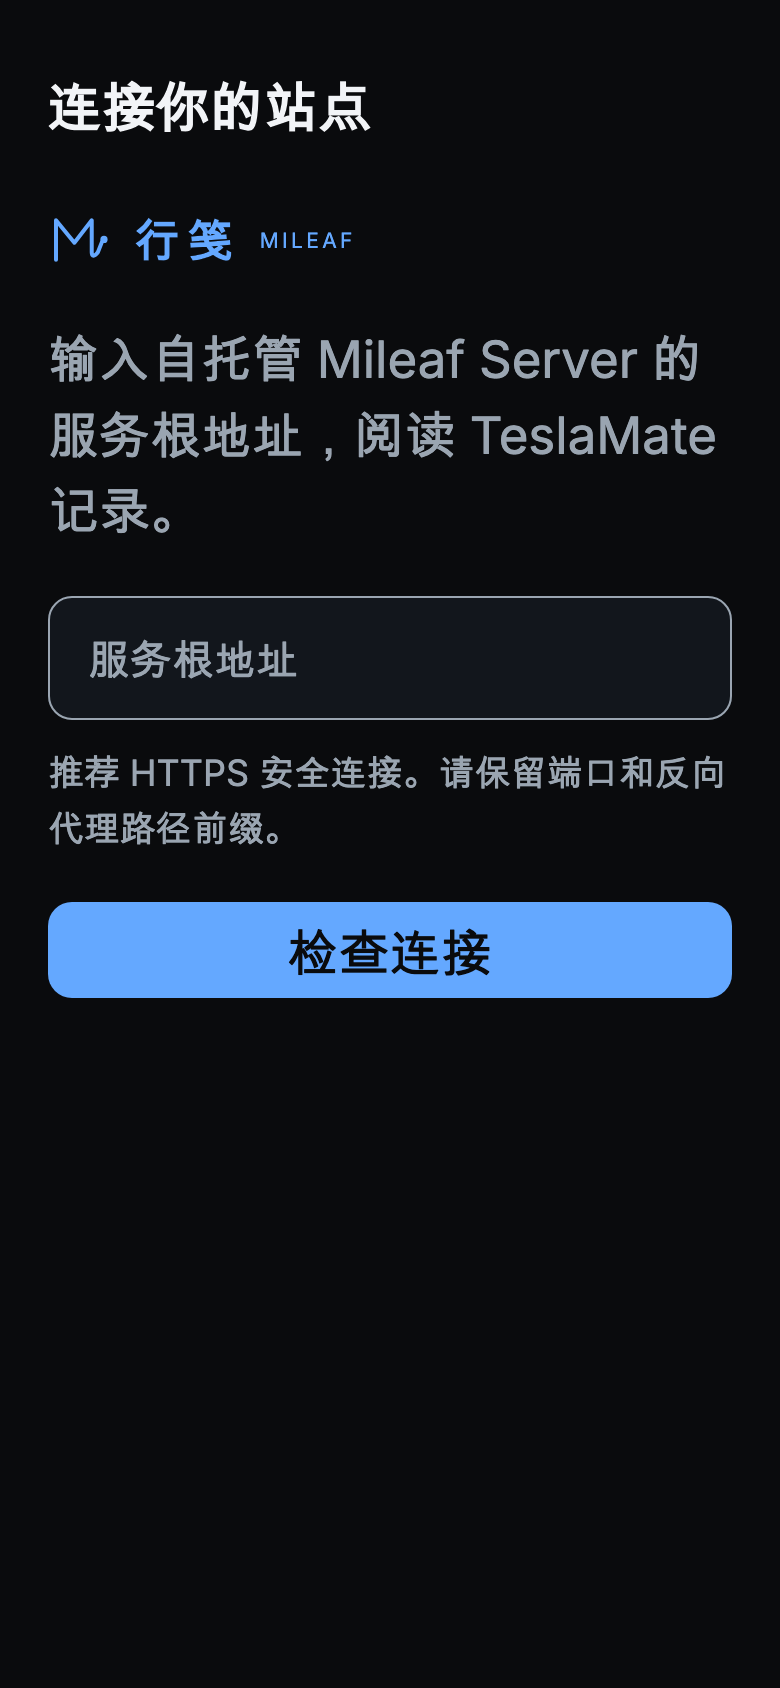 连接你的站点
行笺 MILEAF
输入自托管 Mileaf Server 的
服务根地址，阅读 TeslaMate
记录。
服务根地址
推荐 HTTPS 安全连接。请保留端口和反向
代理路径前缀。
检查连接